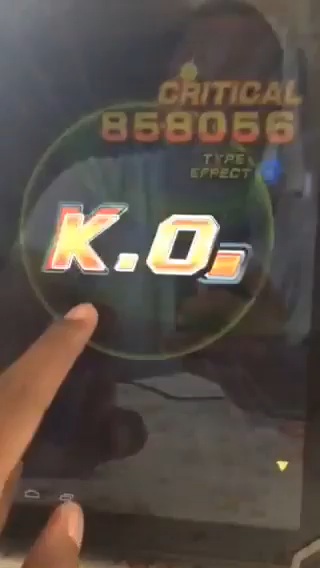 CRITICAL
858056
TYPE
EFFECT
K.O.